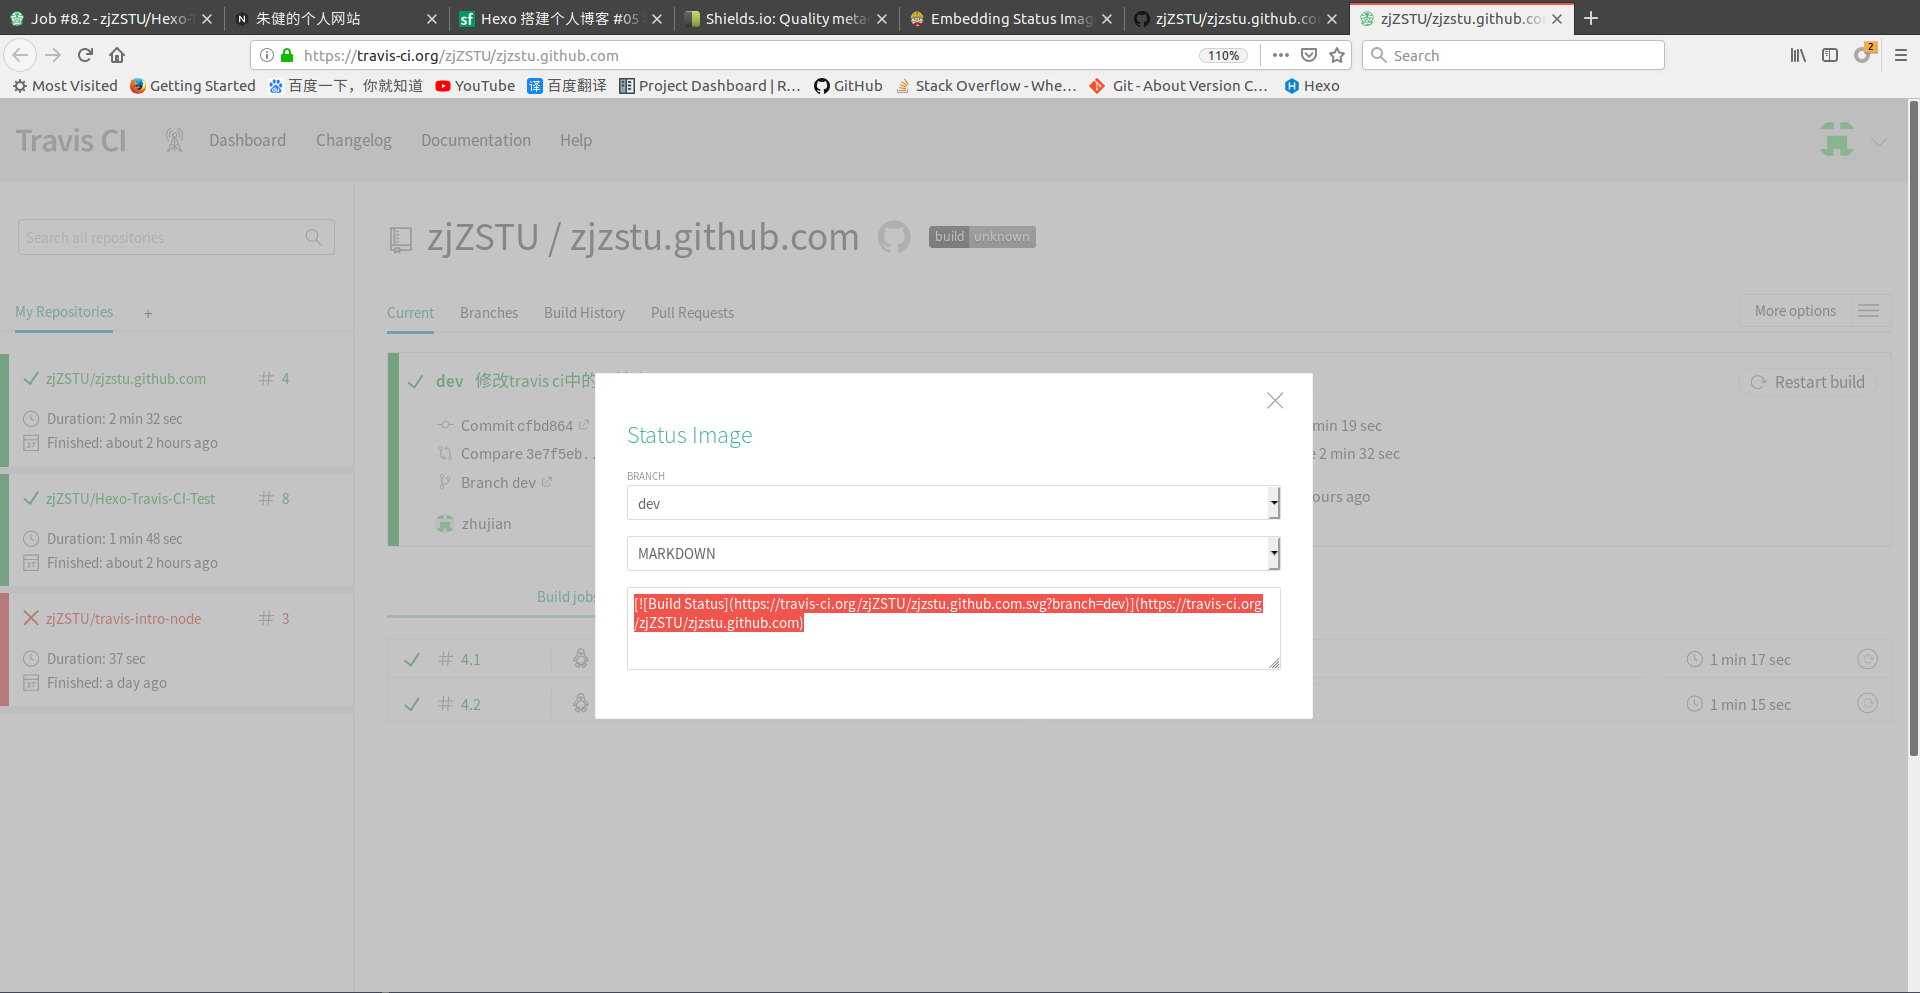 Job #8.2 - zjZSTU/Hexo-T
朱健的个人网站
Hexo 搭建个人博客 #05
Shields.io: Quality meta
Embedding Status Imag
zjZSTU/zjzstu.github.co
zjZSTU/zjzstu.github.co
https://travis-ci.org/zjZSTU/zjzstu.github.com
110%
Search
2
Most Visited
Getting Started
百度一下，你就知道
YouTube
百度翻译
Project Dashboard | R...
GitHub
Stack Overflow - Whe...
Git - About Version C...
Hexo
Travis CI
Dashboard
Changelog
Documentation
Help
Search all repositories
My Repositories
+
zjZSTU/zjzstu.github.com
# 4
Duration: 2 min 32 sec
Finished: about 2 hours ago
zjZSTU/Hexo-Travis-CI-Test
# 8
Duration: 1 min 48 sec
Finished: about 2 hours ago
zjZSTU/travis-intro-node
# 3
Duration: 37 sec
Finished: a day ago
zjZSTU / zjzstu.github.com
build unknown
Current
Branches
Build History
Pull Requests
More options
dev 修改travis ci中的
Restart build
Commit cfbd864
Compare 3e7f5eb..
Branch dev
zhujian
min 19 sec
2 min 32 sec
ours ago
Status Image
BRANCH
dev
MARKDOWN
[![Build Status](https://travis-ci.org/zjZSTU/zjzstu.github.com.svg?branch=dev)](https://travis-ci.org
/zjZSTU/zjzstu.github.com)
Build jobs
# 4.1
1 min 17 sec
# 4.2
1 min 15 sec